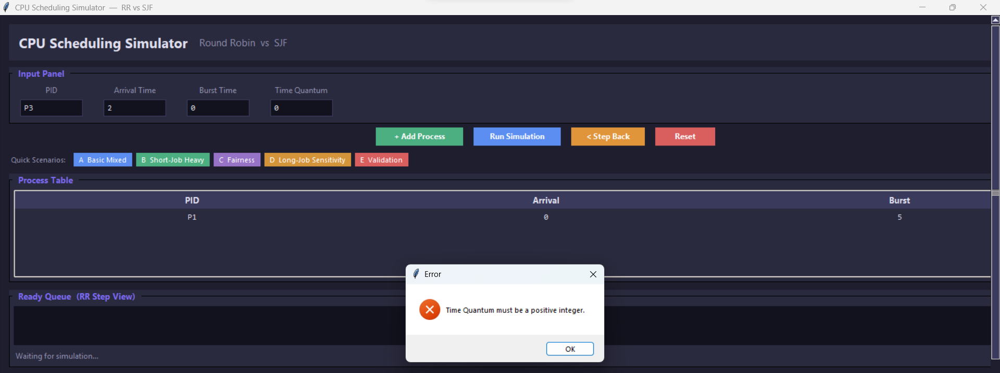 CPU Scheduling Simulator — RR vs SJF
CPU Scheduling Simulator Round Robin vs SJF
Input Panel
PID Arrival Time Burst Time Time Quantum
P3 2 0 0
+ Add Process Run Simulation < Step Back Reset
Quick Scenarios: A Basic Mixed B Short-Job Heavy C Fairness D Long-Job Sensitivity E Validation
Process Table
PID Arrival Burst
P1 0 5
Error
Time Quantum must be a positive integer.
OK
Ready Queue (RR Step View)
Waiting for simulation...